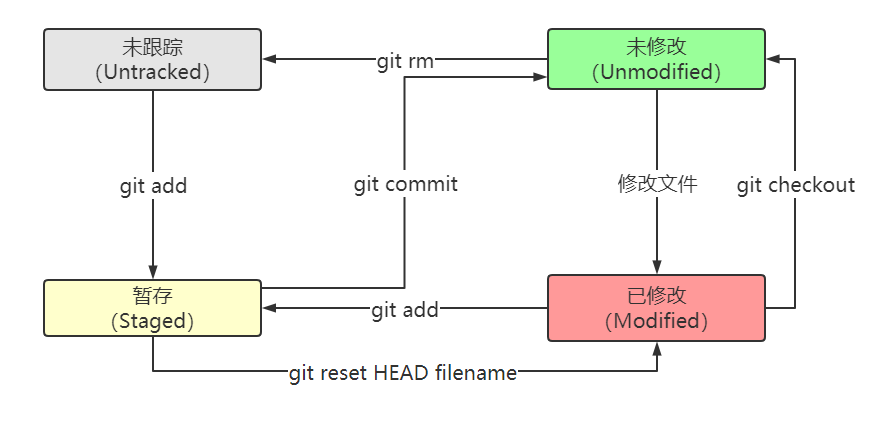 未跟踪
（Untracked）
git rm
未修改
（Unmodified）
git add
git commit
修改文件
git checkout
暂存
（Staged）
git add
已修改
（Modified）
git reset HEAD filename